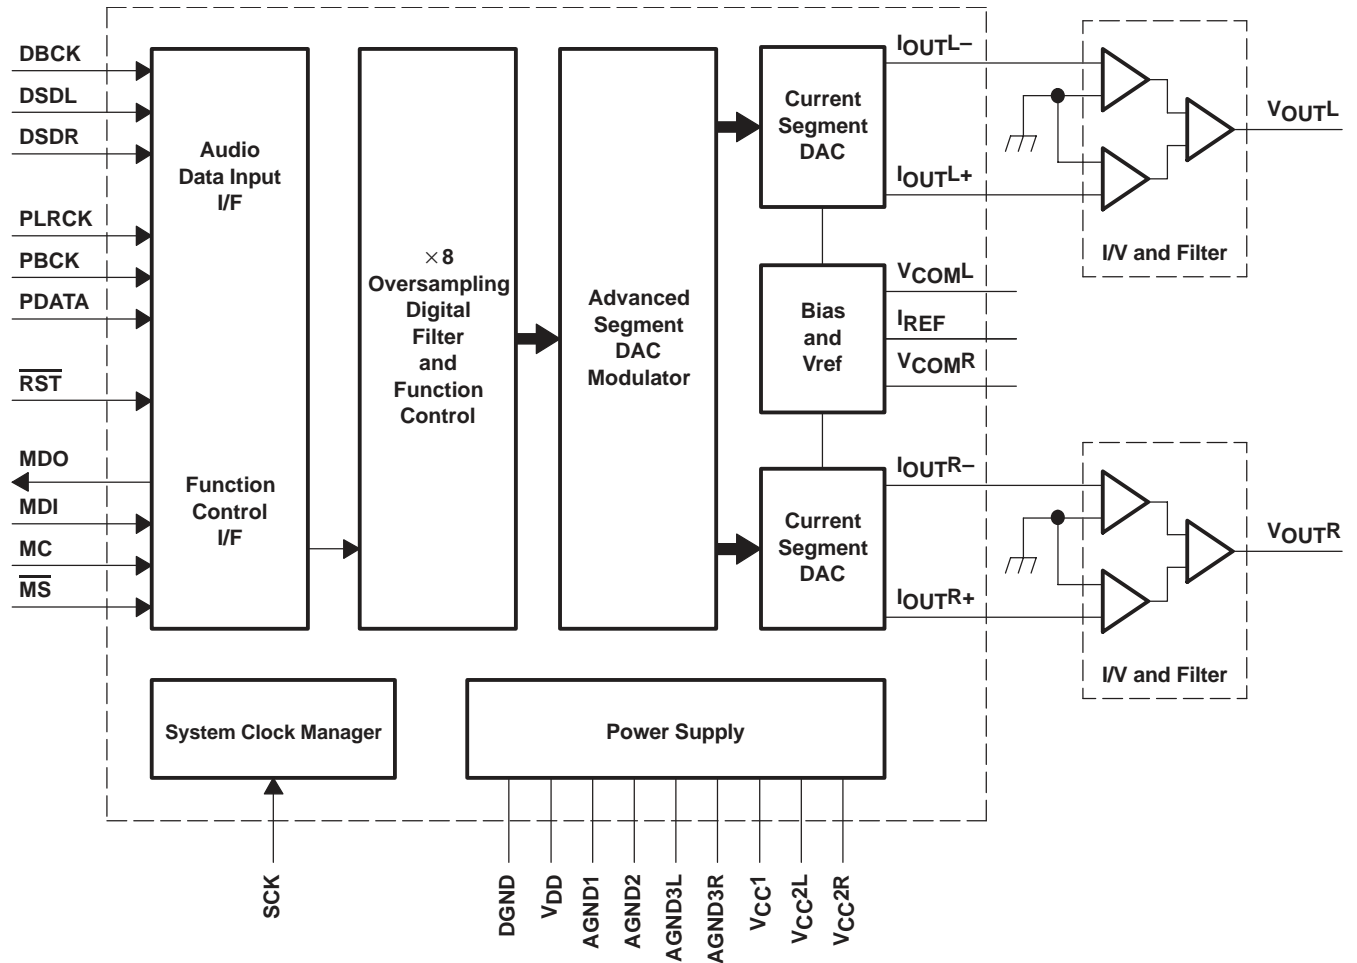 DBCK
DSDL
DSDR
PLRCK
PBCK
PDATA
RST
MDO
MDI
MC
MS
Audio
Data Input
I/F
Function
Control
I/F
×8
Oversampling
Digital
Filter
and
Function
Control
Advanced
Segment
DAC
Modulator
Current
Segment
DAC
Bias
and
Vref
Current
Segment
DAC
IOUTL–
IOUTL+
VCOML
IREF
VCOMR
IOUTR–
IOUTR+
I/V and Filter
VOUTL
I/V and Filter
VOUTR
System Clock Manager
Power Supply
SCK
DGND
VDD
AGND1
AGND2
AGND3L
AGND3R
VCC1
VCC2L
VCC2R